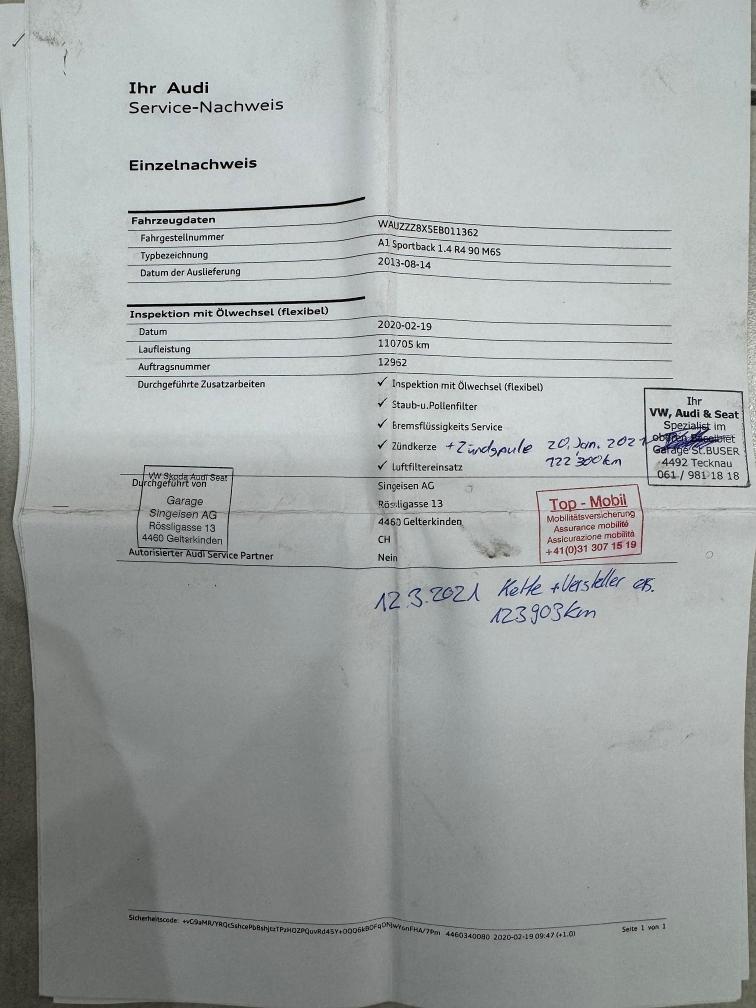 Ihr Audi
Service-Nachweis
Einzelnachweis
Fahrzeugdaten
Fahrgestellnummer WAUZZZ8X5EB011362
Typbezeichnung A1 Sportback 1.4 R4 90 M6S
Datum der Auslieferung 2013-08-14
Inspektion mit Ölwechsel (flexibel)
Datum 2020-02-19
Laufleistung 110705 km
Auftragsnummer 12962
Durchgeführte Zusatzarbeiten ✓ Inspektion mit Ölwechsel (flexibel)
✓ Staub-u.Pollenfilter
✓ Bremsflüssigkeits Service
✓ Zündkerze + Zündspule 20. Jan. 2021
✓ Luftfiltereinsatz 122'300km
Ihr
VW, Audi & Seat
Spezialist im
Garage St.BUSER
4492 Tecknau
061 / 981 18 18
Durchgeführt von Singeisen AG
Rössligasse 13
4460 Gelterkinden
CH
Autorisierter Audi Service Partner Nein
VW Skoda Audi Seat
Garage
Singeisen AG
Rössligasse 13
4460 Gelterkinden
Top - Mobil
Mobilitätsversicherung
Assurance mobilité
Assicurazione mobilità
+41(0)31 307 15 19
12.3.2021 Kette + Versteller
123903km
Sicherheitscode: 4460340080 2020-02-19 09:47 (+1.0)
Seite 1 von 1